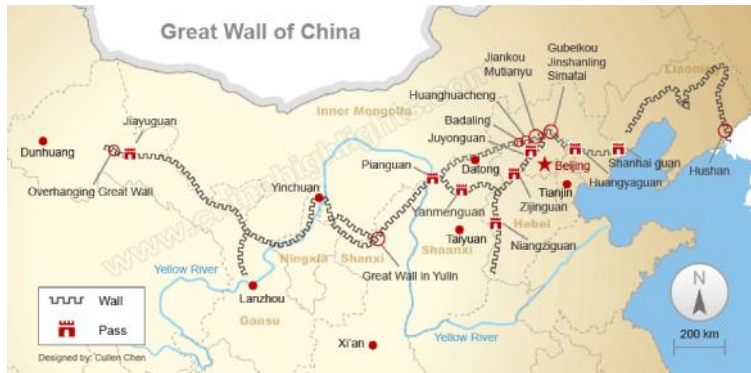 Great Wall of China
Gubeikou
Jinshanling
Simatai
Jiankou
Mutianyu
Huanghuacheng
Badaling
Juyongguan
Liaoning
Inner Mongolia
Jiayuguan
Dunhuang
Overhanging Great Wall
Pianguan
Datong
Beijing
Shanhai guan
Hushan
Huangyaguan
Tianjin
Zijinguan
Yinchuan
Yanmenguan
Hebei
Taiyuan
Niangziguan
Ningxia
Shanxi
Shaanxi
Great Wall in Yulin
Yellow River
Lanzhou
Gansu
Xi'an
Yellow River
N
200 km
Wall
Pass
Designed by: Cullen Chen